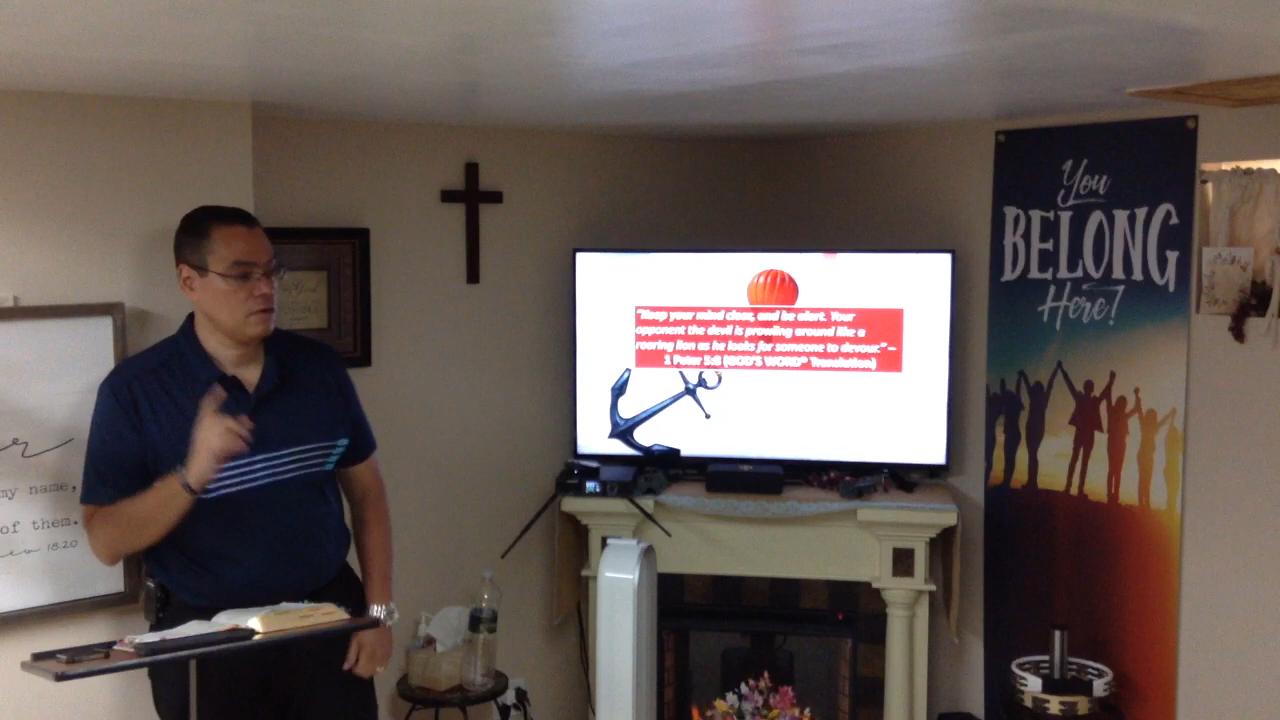 "Keep your mind clear, and be alert. Your
opponent the devil is prowling around like a
roaring lion as he looks for someone to devour." –
1 Peter 5:8 (GOD'S WORD® Translation)
You
BELONG
Here!
my name,
of them.
18:20
God